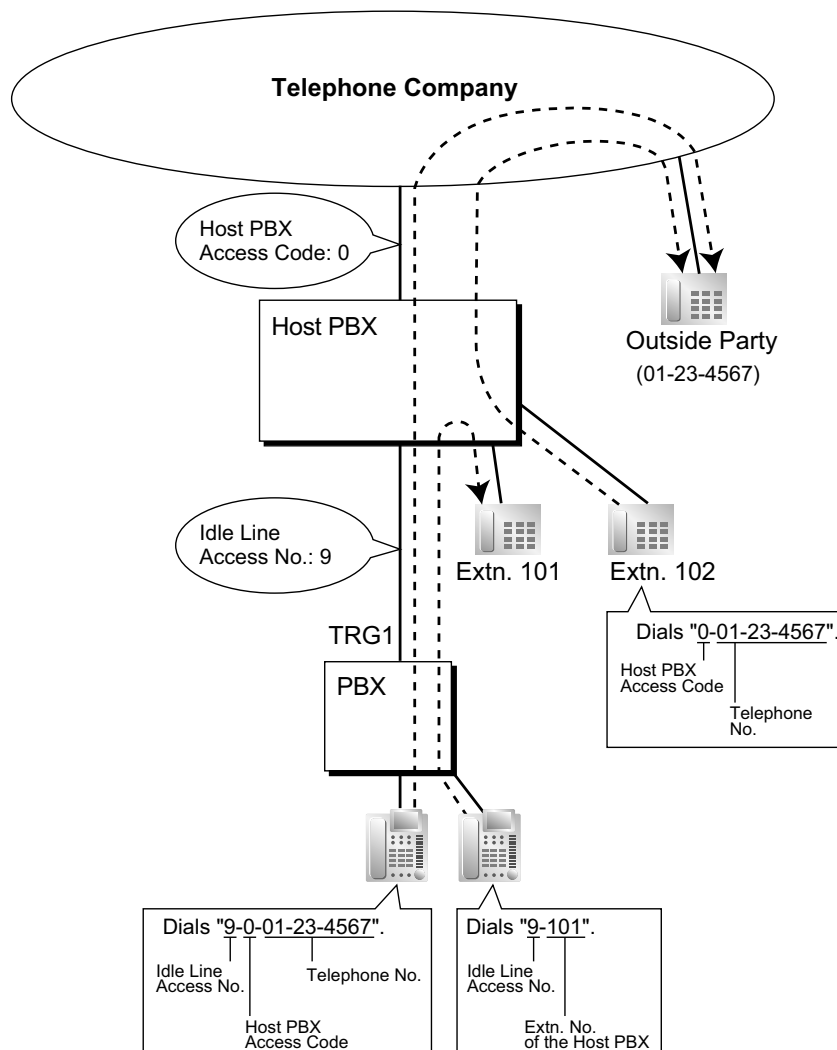 Telephone Company
Host PBX
Access Code: 0
Host PBX
Outside Party
(01-23-4567)
Idle Line
Access No.: 9
Extn. 101
Extn. 102
TRG1
PBX
Dials "0-01-23-4567".
Host PBX
Access Code
Telephone
No.
Dials "9-0-01-23-4567".
Idle Line
Access No.
Telephone No.
Host PBX
Access Code
Dials "9-101".
Idle Line
Access No.
Extn. No.
of the Host PBX